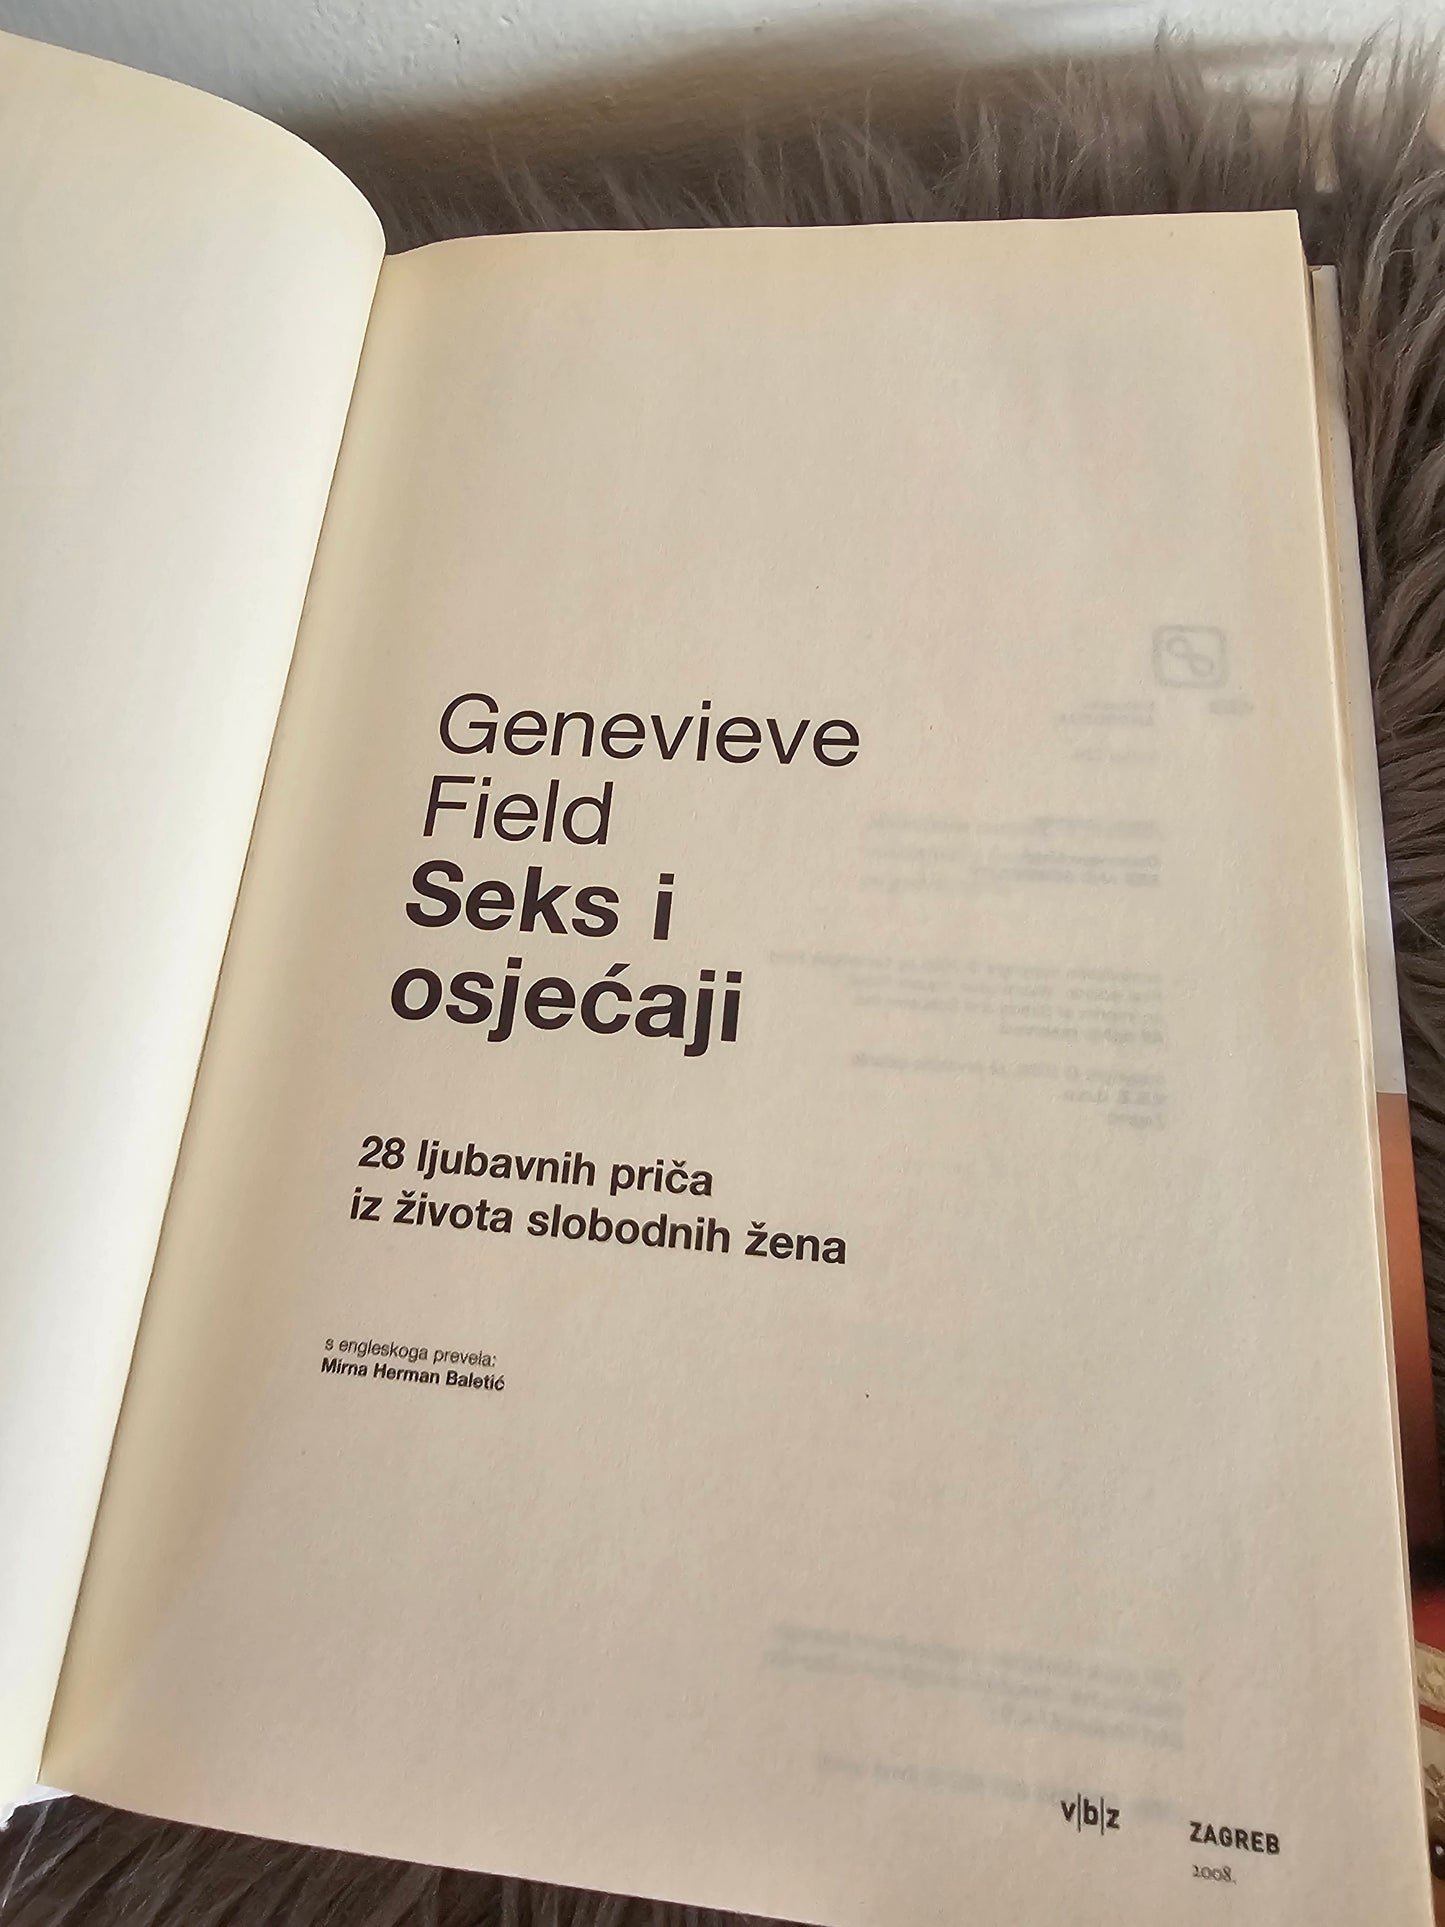 Genevieve
Field
Seks i
osjećaji
28 ljubavnih priča
iz života slobodnih žena
s engleskoga prevela:
Mirna Herman Baletić
v|b|z
ZAGREB
2008.